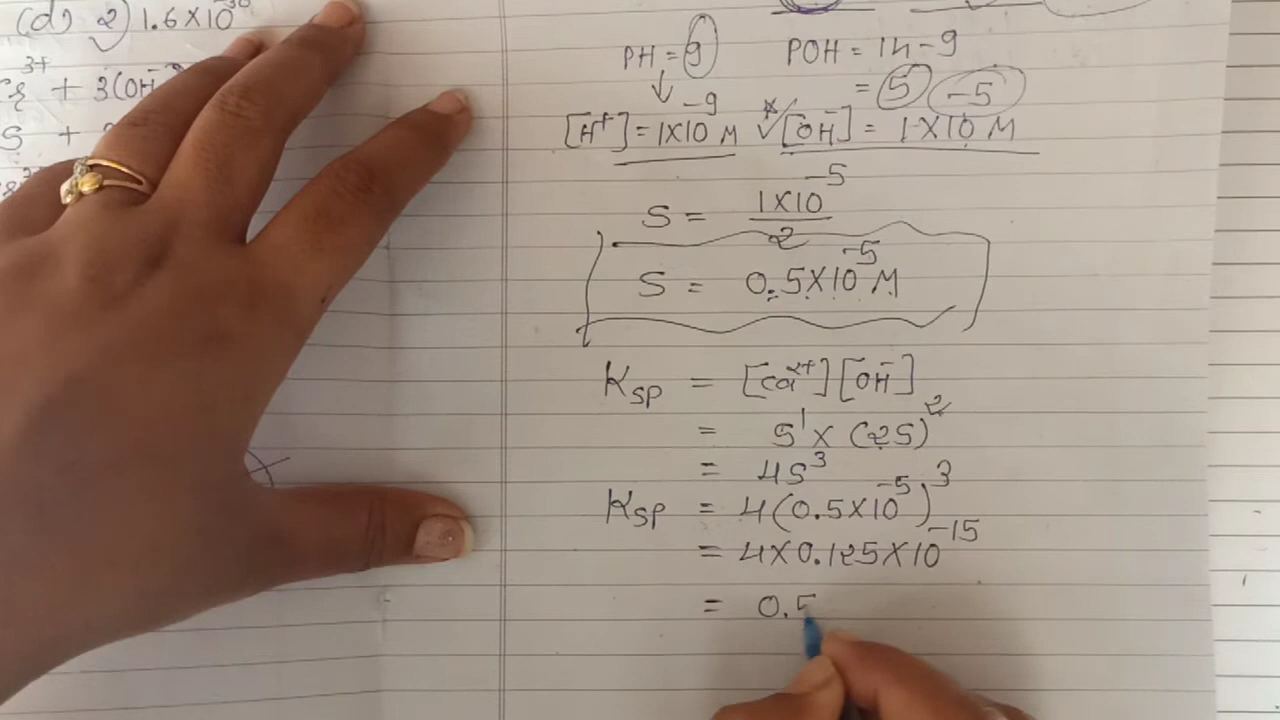 (d) 2) 1.6×10⁻³⁰
PH = 9 POH = 14-9
3+
+ 3(OH⁻
= 5 -5
[H⁺] = 1×10⁻⁹ M [OH⁻] = 1×10 M
S +
S = 1×10⁻⁵
2
S = 0.5×10⁻⁵ M
Ksp = [Ca²⁺][OH⁻]
= S¹ × (2S)²
= 4S³
Ksp = 4(0.5×10⁻⁵)³
= 4×0.125×10⁻¹⁵
= 0.5